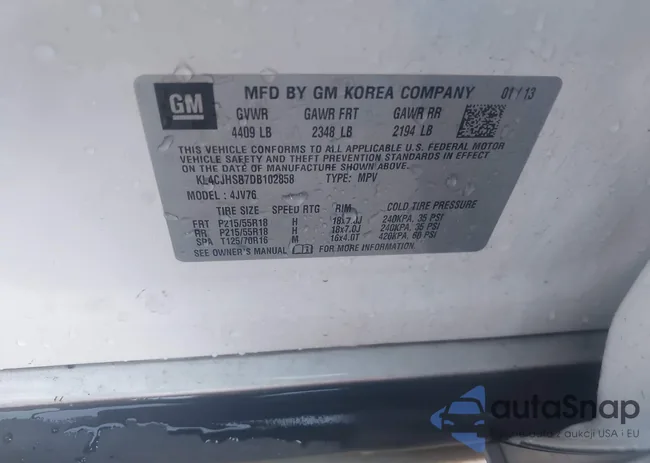 GM
MFD BY GM KOREA COMPANY 01/13
GVWR GAWR FRT GAWR RR
4409 LB 2348 LB 2194 LB
THIS VEHICLE CONFORMS TO ALL APPLICABLE U.S. FEDERAL MOTOR
VEHICLE SAFETY AND THEFT PREVENTION STANDARDS IN EFFECT
ON THE DATE OF MANUFACTURE SHOWN ABOVE.
KL4CJHSB7DB102858 TYPE: MPV
MODEL: 4JV76
TIRE SIZE SPEED RTG RIM COLD TIRE PRESSURE
FRT P215/55R18 H 18x7.0J 240KPA, 35 PSI
RR P215/55R18 H 18x7.0J 240KPA, 35 PSI
SPA T125/70R16 M 16x4.0T 420KPA, 60 PSI
SEE OWNER'S MANUAL FOR MORE INFORMATION.
autoSnap
auto z aukcji USA i EU